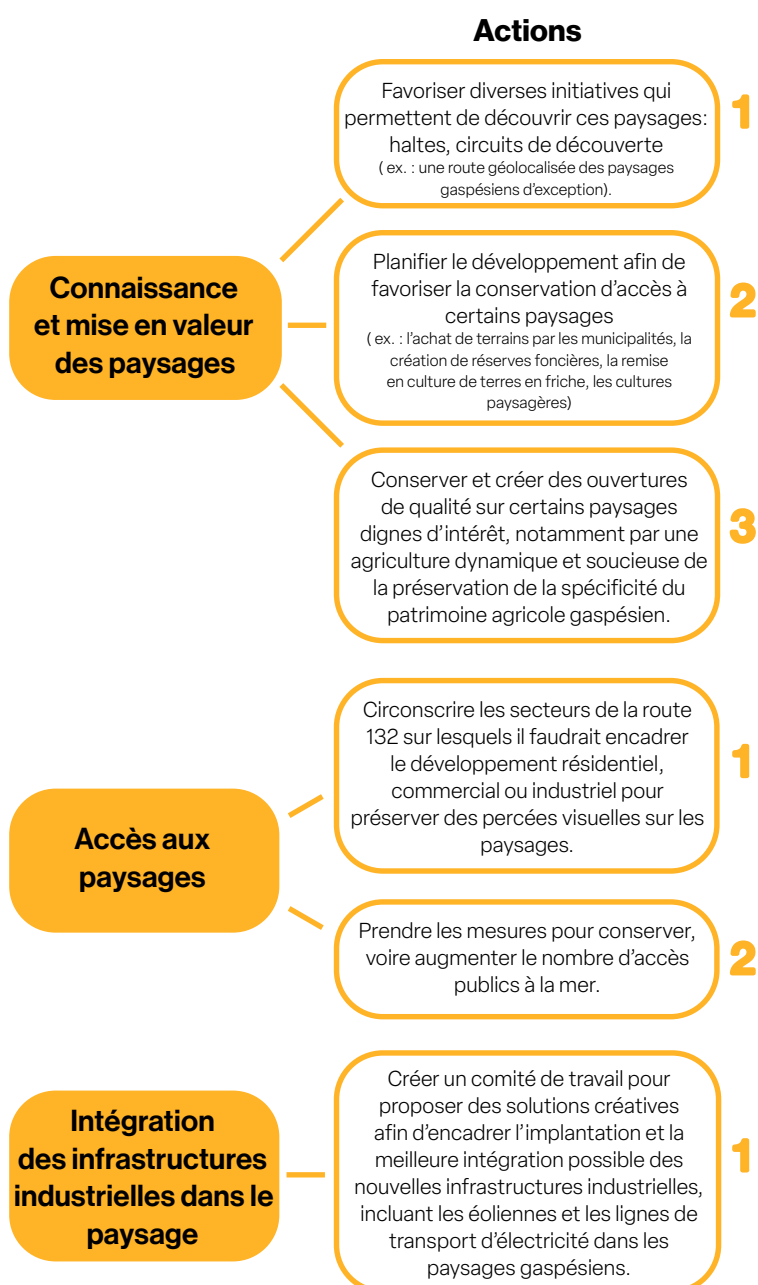 Actions
Connaissance
et mise en valeur
des paysages
Favoriser diverses initiatives qui
permettent de découvrir ces paysages:
haltes, circuits de découverte
( ex. : une route géolocalisée des paysages
gaspésiens d'exception).
1
Planifier le développement afin de
favoriser la conservation d'accès à
certains paysages
( ex. : l'achat de terrains par les municipalités, la
création de réserves foncières, la remise
en culture de terres en friche, les cultures
paysagères)
2
Conserver et créer des ouvertures
de qualité sur certains paysages
dignes d'intérêt, notamment par une
agriculture dynamique et soucieuse de
la préservation de la spécificité du
patrimoine agricole gaspésien.
3
Accès aux
paysages
Circonscrire les secteurs de la route
132 sur lesquels il faudrait encadrer
le développement résidentiel,
commercial ou industriel pour
préserver des percées visuelles sur les
paysages.
1
Prendre les mesures pour conserver,
voire augmenter le nombre d'accès
publics à la mer.
2
Intégration
des infrastructures
industrielles dans le
paysage
Créer un comité de travail pour
proposer des solutions créatives
afin d'encadrer l'implantation et la
meilleure intégration possible des
nouvelles infrastructures industrielles,
incluant les éoliennes et les lignes de
transport d'électricité dans les
paysages gaspésiens.
1